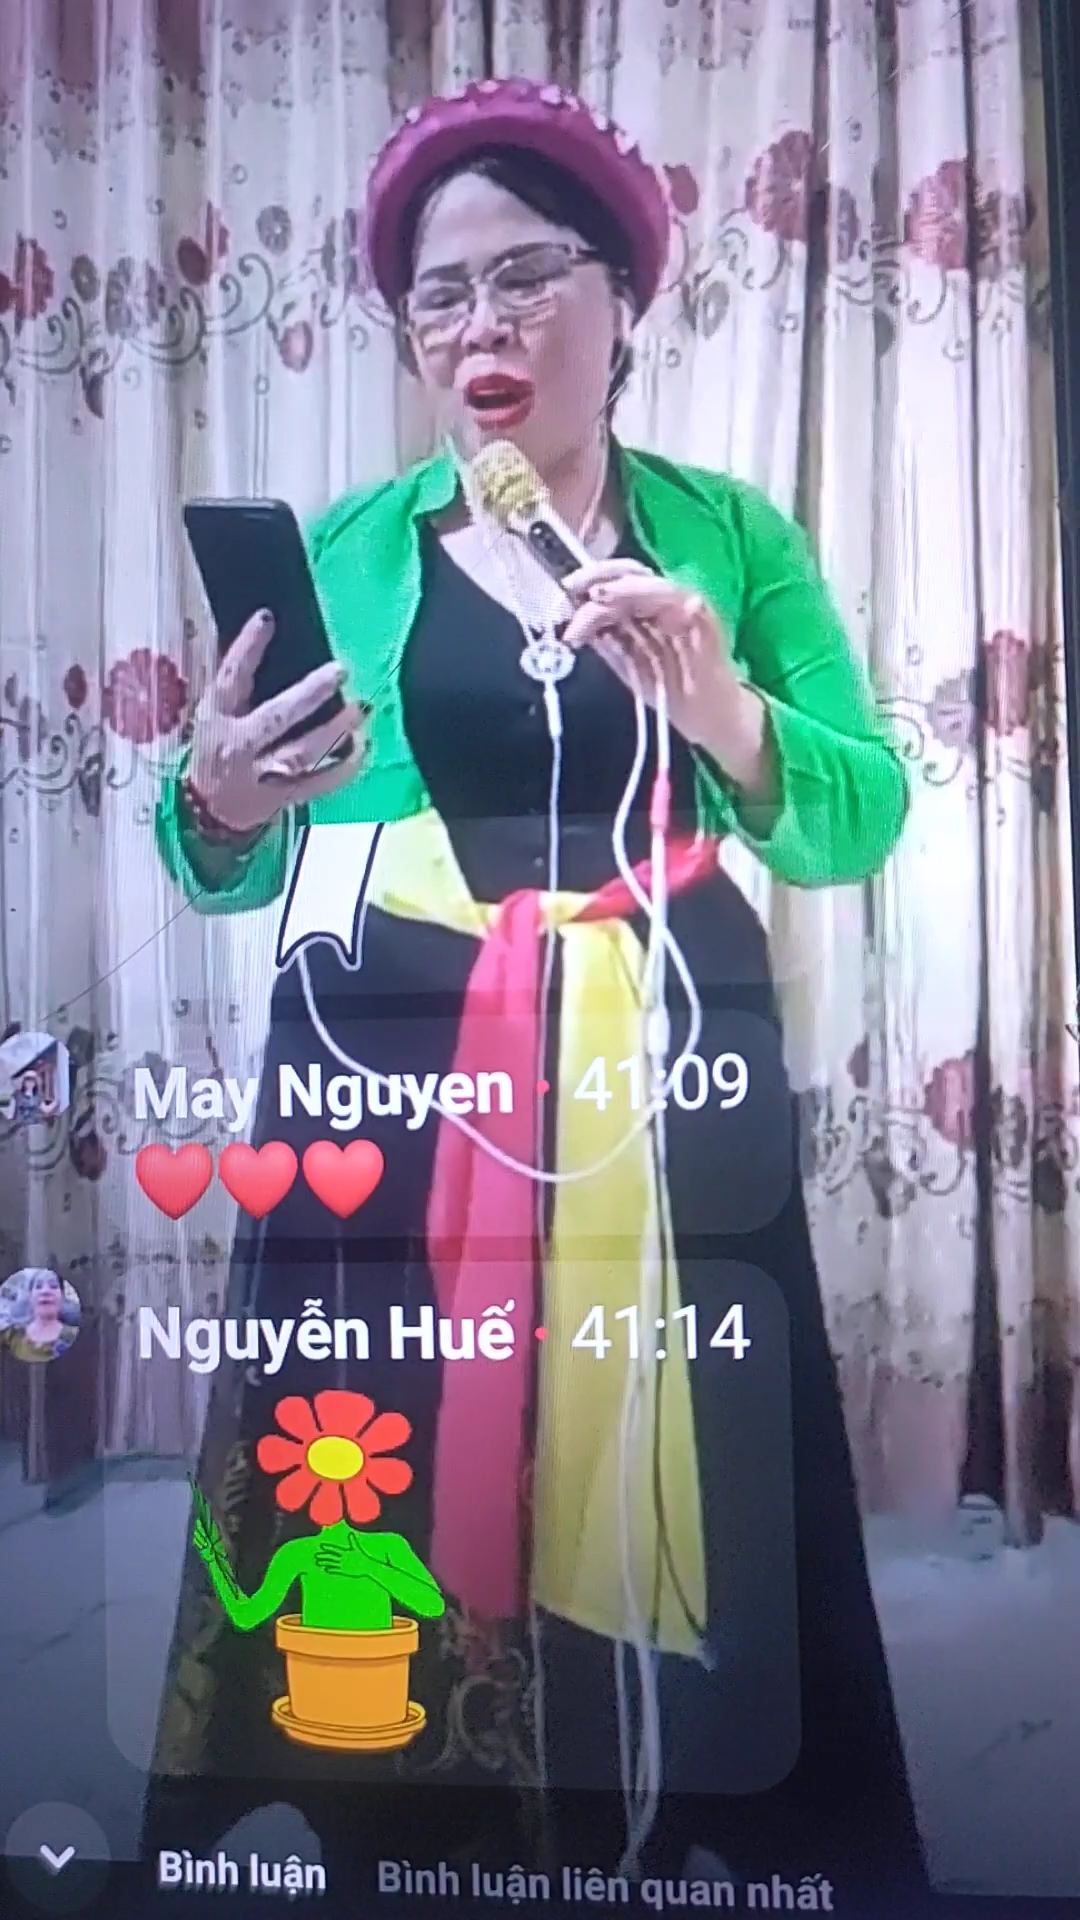 May Nguyen • 41:09
❤️❤️❤️
Nguyễn Huế • 41:14
Bình luận Bình luận liên quan nhất